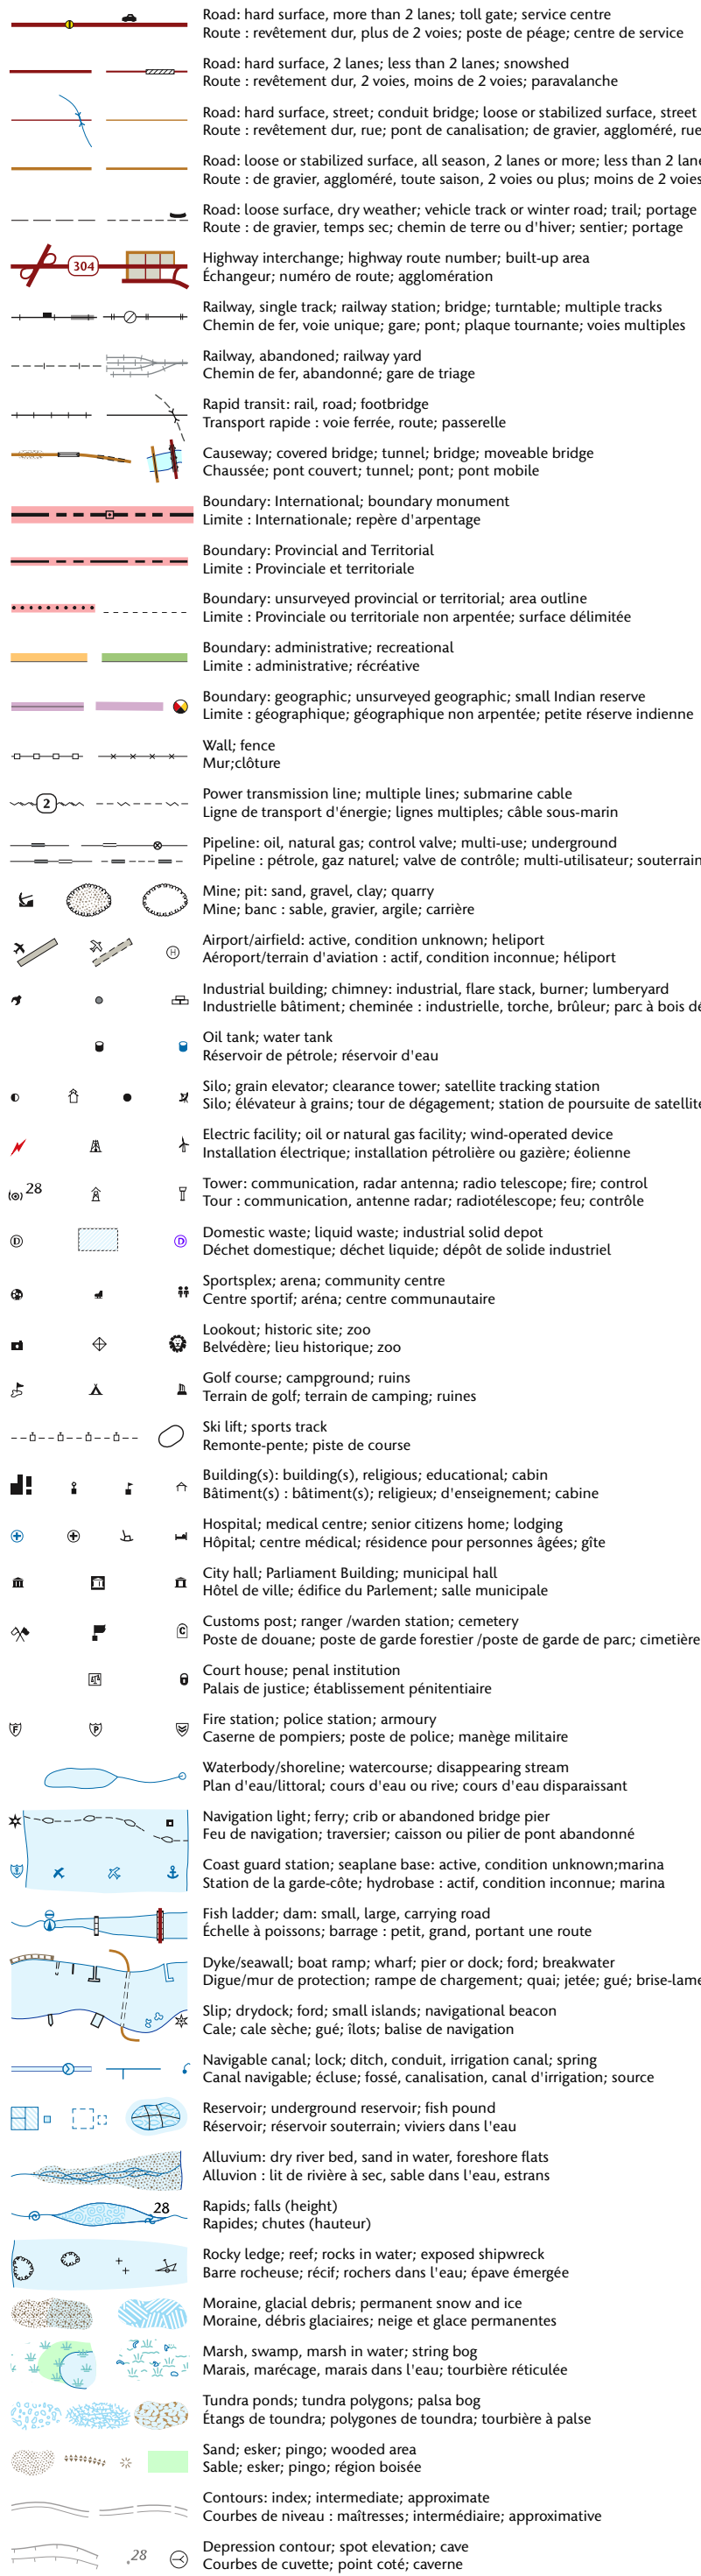 Road: hard surface, more than 2 lanes; toll gate; service centre
Route : revêtement dur, plus de 2 voies; poste de péage; centre de service
Road: hard surface, 2 lanes; less than 2 lanes; snowshed
Route : revêtement dur, 2 voies, moins de 2 voies; paravalanche
Road: hard surface, street; conduit bridge; loose or stabilized surface, street
Route : revêtement dur, rue; pont de canalisation; de gravier, aggloméré, rue
Road: loose or stabilized surface, all season, 2 lanes or more; less than 2 lane
Route : de gravier, aggloméré, toute saison, 2 voies ou plus; moins de 2 voies
Road: loose surface, dry weather; vehicle track or winter road; trail; portage
Route : de gravier, temps sec; chemin de terre ou d'hiver; sentier; portage
304
Highway interchange; highway route number; built-up area
Échangeur; numéro de route; agglomération
Railway, single track; railway station; bridge; turntable; multiple tracks
Chemin de fer, voie unique; gare; pont; plaque tournante; voies multiples
Railway, abandoned; railway yard
Chemin de fer, abandonné; gare de triage
Rapid transit: rail, road; footbridge
Transport rapide : voie ferrée, route; passerelle
Causeway; covered bridge; tunnel; bridge; moveable bridge
Chaussée; pont couvert; tunnel; pont; pont mobile
Boundary: International; boundary monument
Limite : Internationale; repère d'arpentage
Boundary: Provincial and Territorial
Limite : Provinciale et territoriale
Boundary: unsurveyed provincial or territorial; area outline
Limite : Provinciale ou territoriale non arpentée; surface délimitée
Boundary: administrative; recreational
Limite : administrative; récréative
Boundary: geographic; unsurveyed geographic; small Indian reserve
Limite : géographique; géographique non arpentée; petite réserve indienne
Wall; fence
Mur;clôture
2
Power transmission line; multiple lines; submarine cable
Ligne de transport d'énergie; lignes multiples; câble sous-marin
Pipeline: oil, natural gas; control valve; multi-use; underground
Pipeline : pétrole, gaz naturel; valve de contrôle; multi-utilisateur; souterrain
Mine; pit: sand, gravel, clay; quarry
Mine; banc : sable, gravier, argile; carrière
H
Airport/airfield: active, condition unknown; heliport
Aéroport/terrain d'aviation : actif, condition inconnue; héliport
Industrial building; chimney: industrial, flare stack, burner; lumberyard
Industrielle bâtiment; cheminée : industrielle, torche, brûleur; parc à bois dé
Oil tank; water tank
Réservoir de pétrole; réservoir d'eau
Silo; grain elevator; clearance tower; satellite tracking station
Silo; élévateur à grains; tour de dégagement; station de poursuite de satellite
Electric facility; oil or natural gas facility; wind-operated device
Installation électrique; installation pétrolière ou gazière; éolienne
28
Tower: communication, radar antenna; radio telescope; fire; control
Tour : communication, antenne radar; radiotélescope; feu; contrôle
D D
Domestic waste; liquid waste; industrial solid depot
Déchet domestique; déchet liquide; dépôt de solide industriel
Sportsplex; arena; community centre
Centre sportif; aréna; centre communautaire
Lookout; historic site; zoo
Belvédère; lieu historique; zoo
Golf course; campground; ruins
Terrain de golf; terrain de camping; ruines
Ski lift; sports track
Remonte-pente; piste de course
Building(s): building(s), religious; educational; cabin
Bâtiment(s) : bâtiment(s); religieux; d'enseignement; cabine
Hospital; medical centre; senior citizens home; lodging
Hôpital; centre médical; résidence pour personnes âgées; gîte
City hall; Parliament Building; municipal hall
Hôtel de ville; édifice du Parlement; salle municipale
C
Customs post; ranger /warden station; cemetery
Poste de douane; poste de garde forestier /poste de garde de parc; cimetière
Court house; penal institution
Palais de justice; établissement pénitentiaire
F P
Fire station; police station; armoury
Caserne de pompiers; poste de police; manège militaire
Waterbody/shoreline; watercourse; disappearing stream
Plan d'eau/littoral; cours d'eau ou rive; cours d'eau disparaissant
Navigation light; ferry; crib or abandoned bridge pier
Feu de navigation; traversier; caisson ou pilier de pont abandonné
Coast guard station; seaplane base: active, condition unknown;marina
Station de la garde-côte; hydrobase : actif, condition inconnue; marina
Fish ladder; dam: small, large, carrying road
Échelle à poissons; barrage : petit, grand, portant une route
Dyke/seawall; boat ramp; wharf; pier or dock; ford; breakwater
Digue/mur de protection; rampe de chargement; quai; jetée; gué; brise-lame
Slip; drydock; ford; small islands; navigational beacon
Cale; cale sèche; gué; îlots; balise de navigation
Navigable canal; lock; ditch, conduit, irrigation canal; spring
Canal navigable; écluse; fossé, canalisation, canal d'irrigation; source
Reservoir; underground reservoir; fish pound
Réservoir; réservoir souterrain; viviers dans l'eau
Alluvium: dry river bed, sand in water, foreshore flats
Alluvion : lit de rivière à sec, sable dans l'eau, estrans
28
Rapids; falls (height)
Rapides; chutes (hauteur)
Rocky ledge; reef; rocks in water; exposed shipwreck
Barre rocheuse; récif; rochers dans l'eau; épave émergée
Moraine, glacial debris; permanent snow and ice
Moraine, débris glaciaires; neige et glace permanentes
Marsh, swamp, marsh in water; string bog
Marais, marécage, marais dans l'eau; tourbière réticulée
Tundra ponds; tundra polygons; palsa bog
Étangs de toundra; polygones de toundra; tourbière à palse
Sand; esker; pingo; wooded area
Sable; esker; pingo; région boisée
Contours: index; intermediate; approximate
Courbes de niveau : maîtresses; intermédiaire; approximative
.28
Depression contour; spot elevation; cave
Courbes de cuvette; point coté; caverne